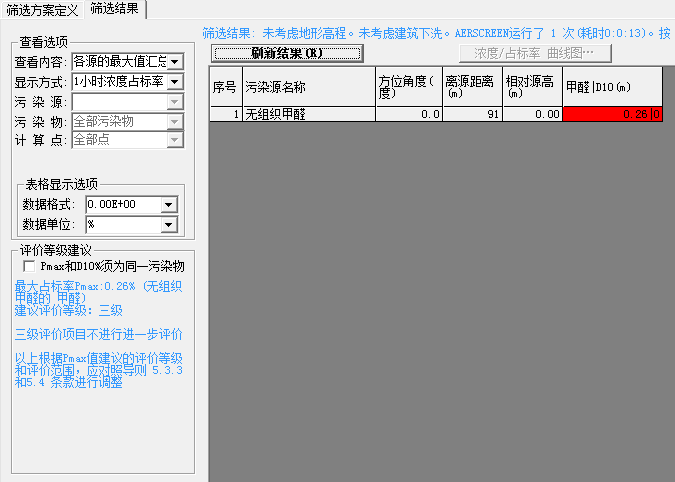 筛选方案定义 筛选结果
筛选结果: 未考虑地形高程。未考虑建筑下洗。AERSCREEN运行了 1 次(耗时0:0:13)。按
查看选项
查看内容: 各源的最大值汇总
显示方式: 1小时浓度占标率
污 染 源:
污 染 物: 全部污染物
计 算 点: 全部点
表格显示选项
数据格式: 0.00E+00
数据单位: %
评价等级建议
Pmax和D10%须为同一污染物
最大占标率Pmax:0.26% (无组织
甲醛的 甲醛)
建议评价等级: 三级
三级评价项目不进行进一步评价
以上根据Pmax值建议的评价等级
和评价范围，应对照导则 5.3.3
和5.4 条款进行调整
刷新结果(R) 浓度/占标率 曲线图…
序号 污染源名称 方位角度(度) 离源距离(m) 相对源高(m) 甲醛|D10(m)
1 无组织甲醛 0.0 91 0.00 0.26|0